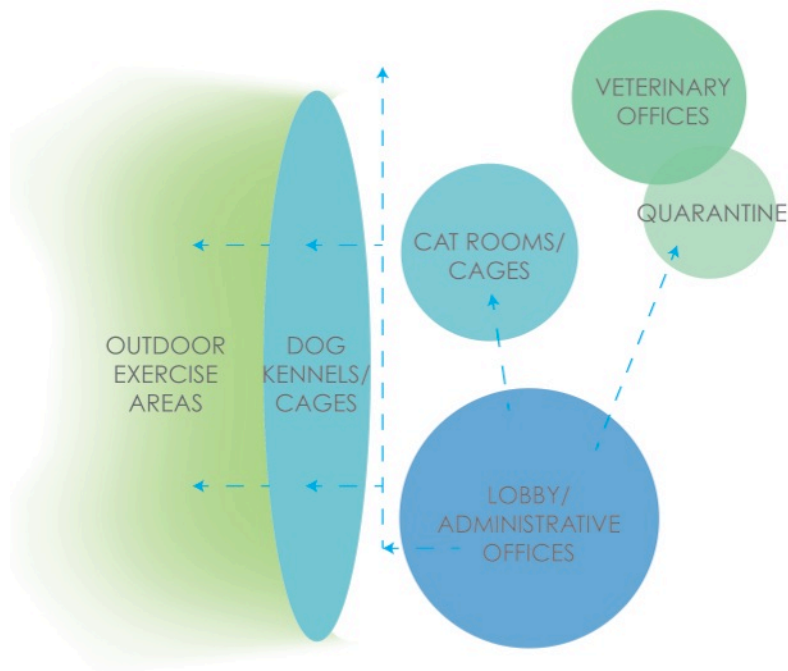 VETERINARY
OFFICES
QUARANTINE
CAT ROOMS/
CAGES
OUTDOOR
EXERCISE
AREAS
DOG
KENNELS/
CAGES
LOBBY/
ADMINISTRATIVE
OFFICES